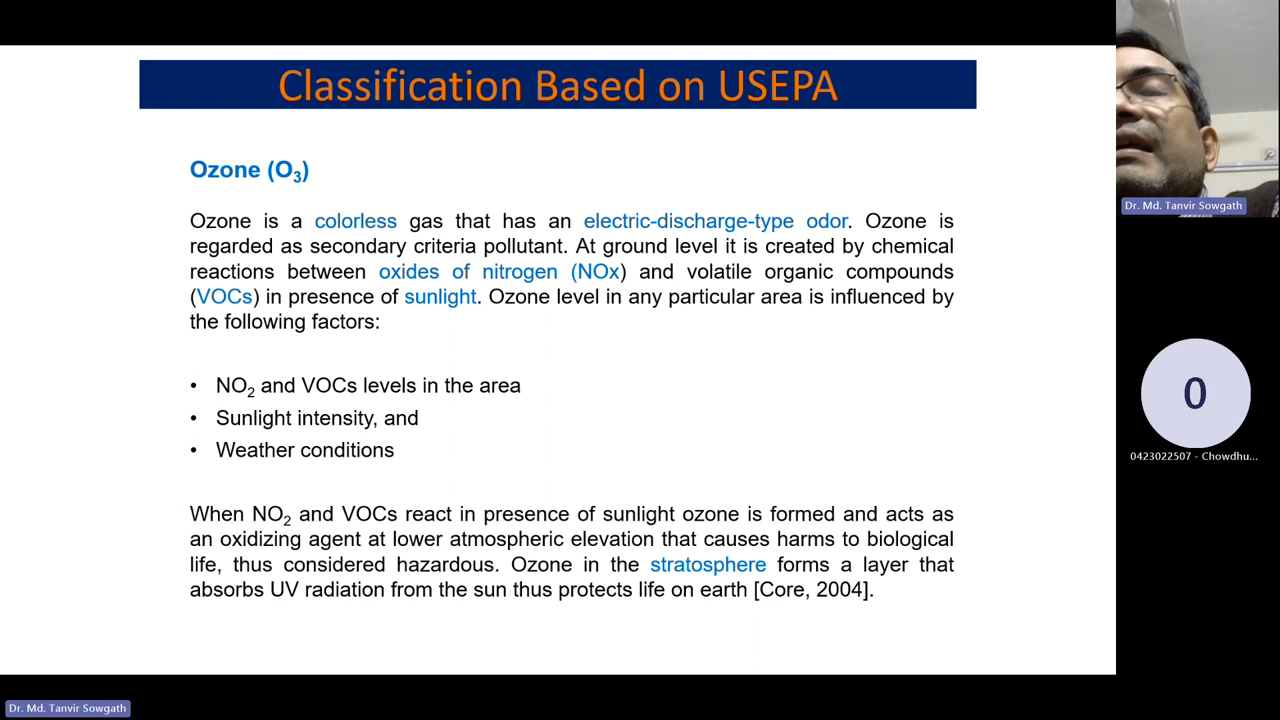 Classification Based on USEPA
Ozone (O3)
Ozone is a colorless gas that has an electric-discharge-type odor. Ozone is
regarded as secondary criteria pollutant. At ground level it is created by chemical
reactions between oxides of nitrogen (NOx) and volatile organic compounds
(VOCs) in presence of sunlight. Ozone level in any particular area is influenced by
the following factors:
• NO2 and VOCs levels in the area
• Sunlight intensity, and
• Weather conditions
When NO2 and VOCs react in presence of sunlight ozone is formed and acts as
an oxidizing agent at lower atmospheric elevation that causes harms to biological
life, thus considered hazardous. Ozone in the stratosphere forms a layer that
absorbs UV radiation from the sun thus protects life on earth [Core, 2004].
Dr. Md. Tanvir Sowgath
0
0423022507 - Chowdhu...
Dr. Md. Tanvir Sowgath